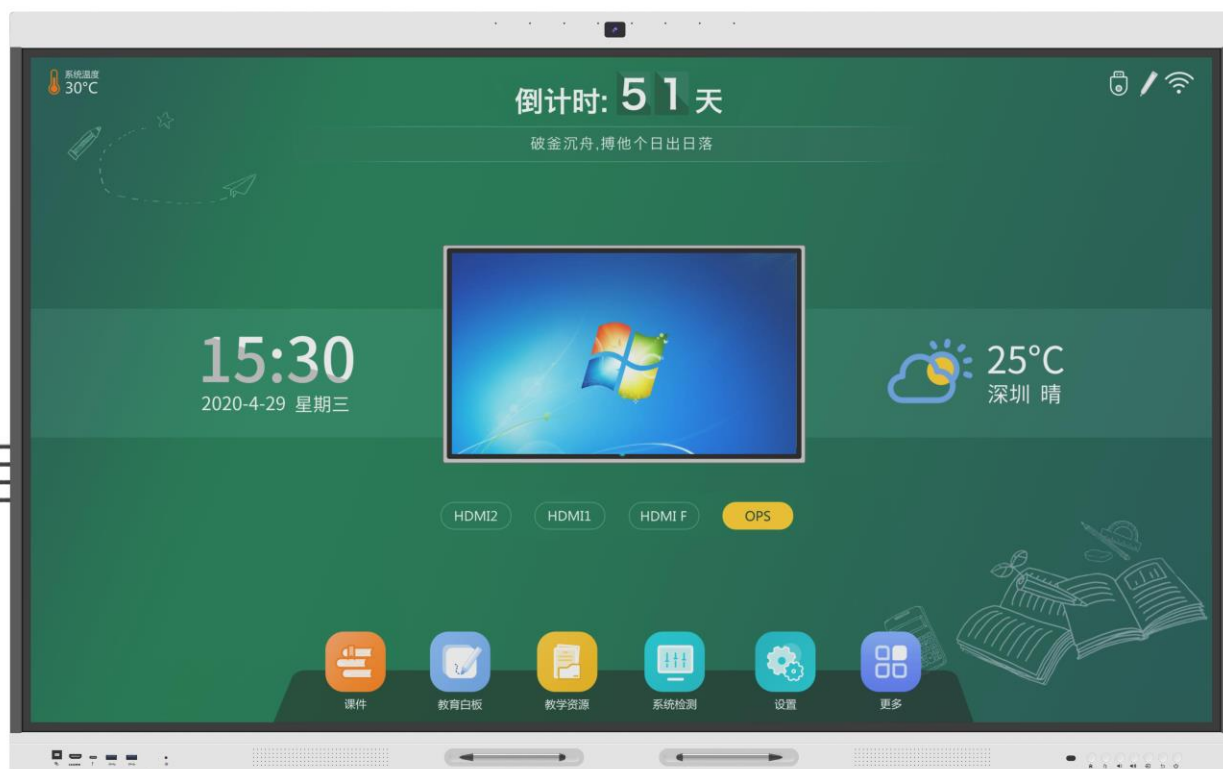 系统温度
30°C
倒计时: 51 天
破釜沉舟,搏他个日出日落
15:30
2020-4-29 星期三
25°C
深圳 晴
HDMI2 HDMI1 HDMI F OPS
课件 教育白板 教学资源 系统检测 设置 更多